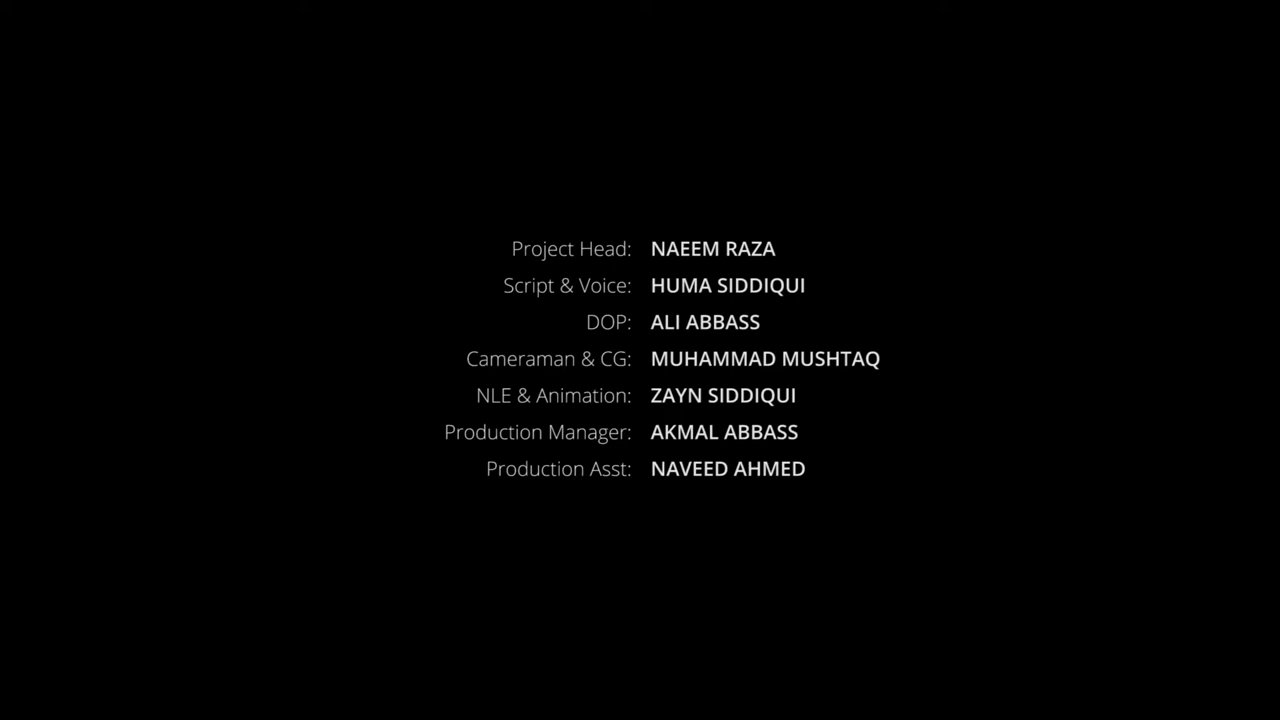 Project Head: NAEEM RAZA
Script & Voice: HUMA SIDDIQUI
DOP: ALI ABBASS
Cameraman & CG: MUHAMMAD MUSHTAQ
NLE & Animation: ZAYN SIDDIQUI
Production Manager: AKMAL ABBASS
Production Asst: NAVEED AHMED